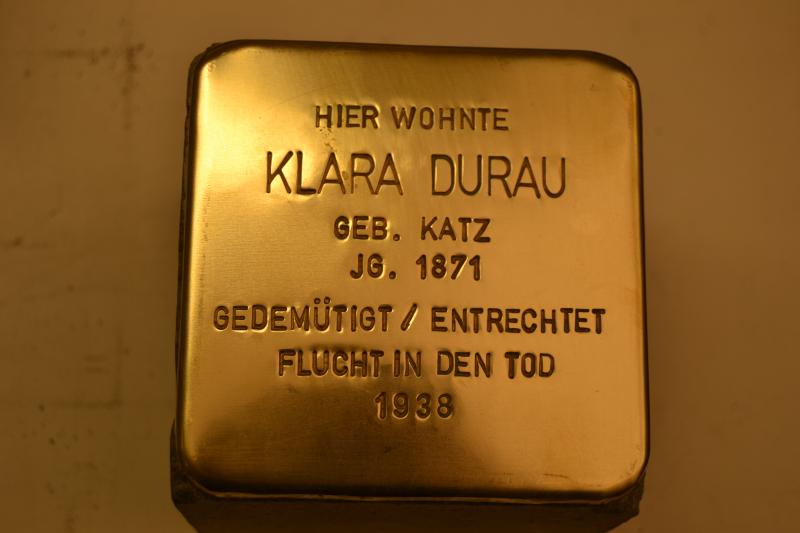 HIER WOHNTE
KLARA DURAU
GEB. KATZ
JG. 1871
GEDEMÜTIGT / ENTRECHTET
FLUCHT IN DEN TOD
1938